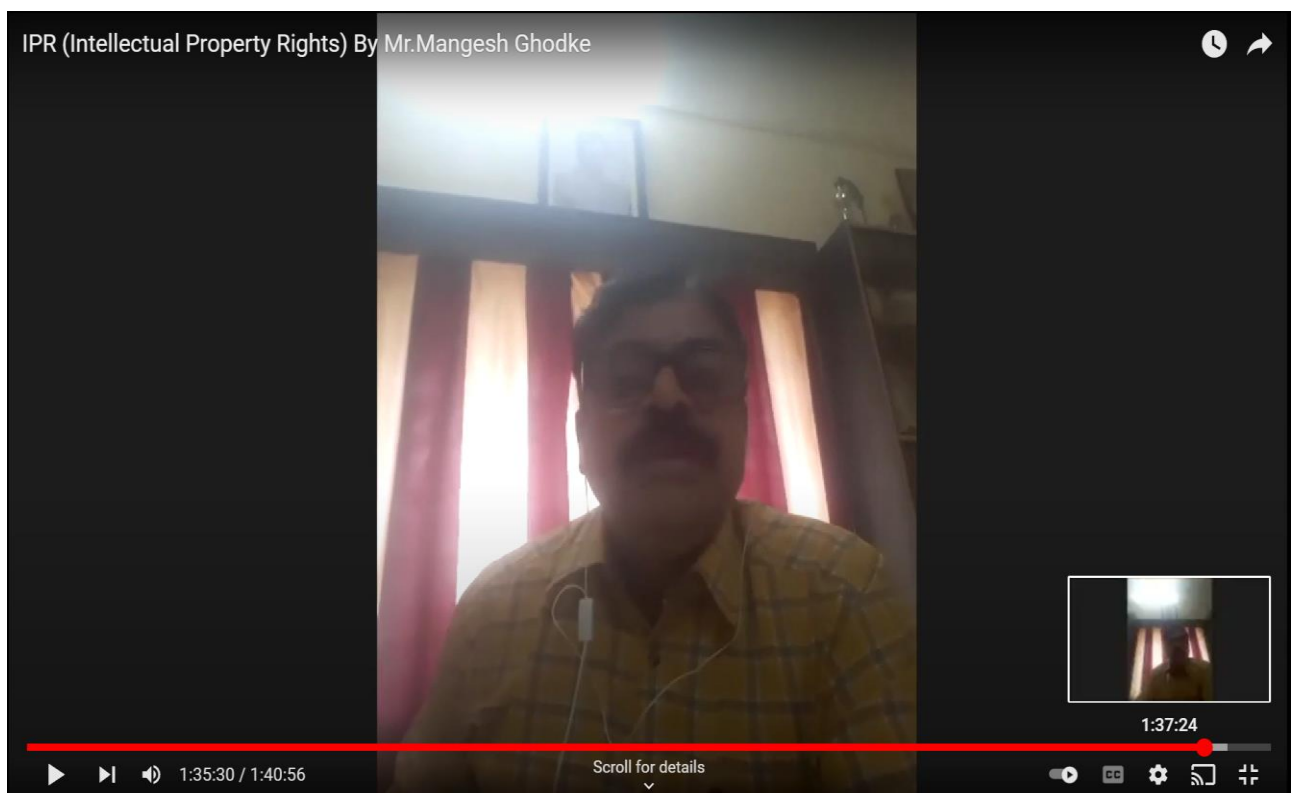 IPR (Intellectual Property Rights) By Mr.Mangesh Ghodke
1:37:24
1:35:30 / 1:40:56
Scroll for details
CC